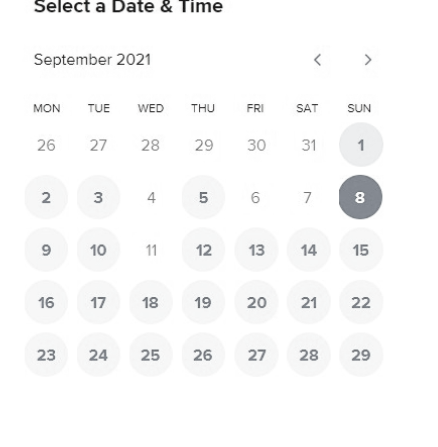 Select a Date & Time
September 2021
MON TUE WED THU FRI SAT SUN
26 27 28 29 30 31 1
2 3 4 5 6 7 8
9 10 11 12 13 14 15
16 17 18 19 20 21 22
23 24 25 26 27 28 29